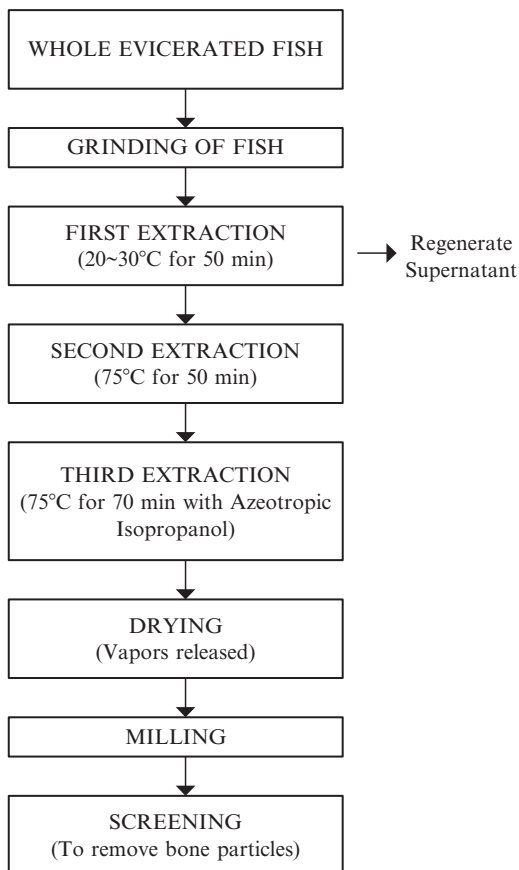 WHOLE EVICERATED FISH
GRINDING OF FISH
FIRST EXTRACTION
(20~30°C for 50 min)
Regenerate
Supernatant
SECOND EXTRACTION
(75°C for 50 min)
THIRD EXTRACTION
(75°C for 70 min with Azeotropic
Isopropanol)
DRYING
(Vapors released)
MILLING
SCREENING
(To remove bone particles)